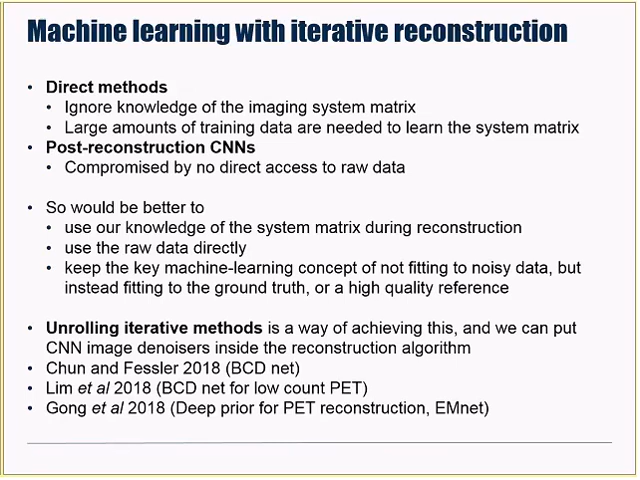 Machine learning with iterative reconstruction
• Direct methods
• Ignore knowledge of the imaging system matrix
• Large amounts of training data are needed to learn the system matrix
• Post-reconstruction CNNs
• Compromised by no direct access to raw data
• So would be better to
• use our knowledge of the system matrix during reconstruction
• use the raw data directly
• keep the key machine-learning concept of not fitting to noisy data, but
instead fitting to the ground truth, or a high quality reference
• Unrolling iterative methods is a way of achieving this, and we can put
CNN image denoisers inside the reconstruction algorithm
• Chun and Fessler 2018 (BCD net)
• Lim et al 2018 (BCD net for low count PET)
• Gong et al 2018 (Deep prior for PET reconstruction, EMnet)